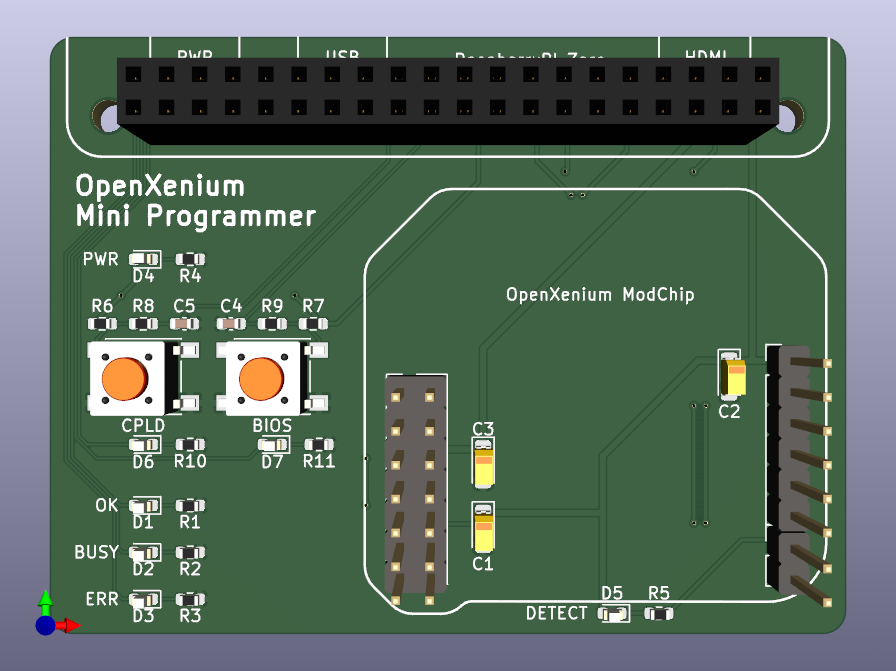 PWR USB RaspberryPI Zero HDMI
OpenXenium
Mini Programmer
PWR
D4 R4
OpenXenium ModChip
R6 R8 C5 C4 R9 R7
C2
CPLD BIOS
C3
D6 R10 D7 R11
OK
D1 R1
BUSY
D2 R2
C1
ERR
D5 R5
DETECT
D3 R3